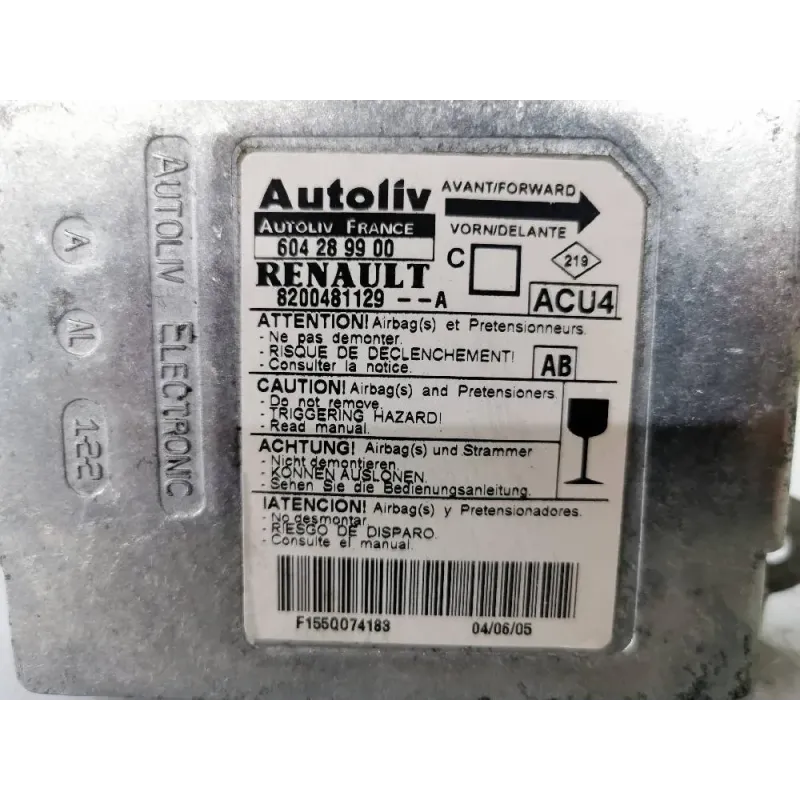 AUTOLIV ELECTRONIC
A
AL
122
Autoliv
AVANT/FORWARD
AUTOLIV FRANCE
VORN/DELANTE
604 28 99 00
C
219
RENAULT
8200481129 --A
ACU4
ATTENTION! Airbag(s) et Pretensionneurs.
- Ne pas demonter.
- RISQUE DE DECLENCHEMENT!
- Consulter la notice.
AB
CAUTION! Airbag(s) and Pretensioners.
- Do not remove.
- TRIGGERING HAZARD!
- Read manual.
ACHTUNG! Airbag(s) und Strammer
- Nicht demontieren.
- KONNEN AUSLONEN.
- Sehen Sie die Bedienungsanleitung.
!ATENCION! Airbag(s) y Pretensionadores.
- No desmontar.
- RIESGO DE DISPARO.
- Consulte el manual.
F155Q074183
04/06/05